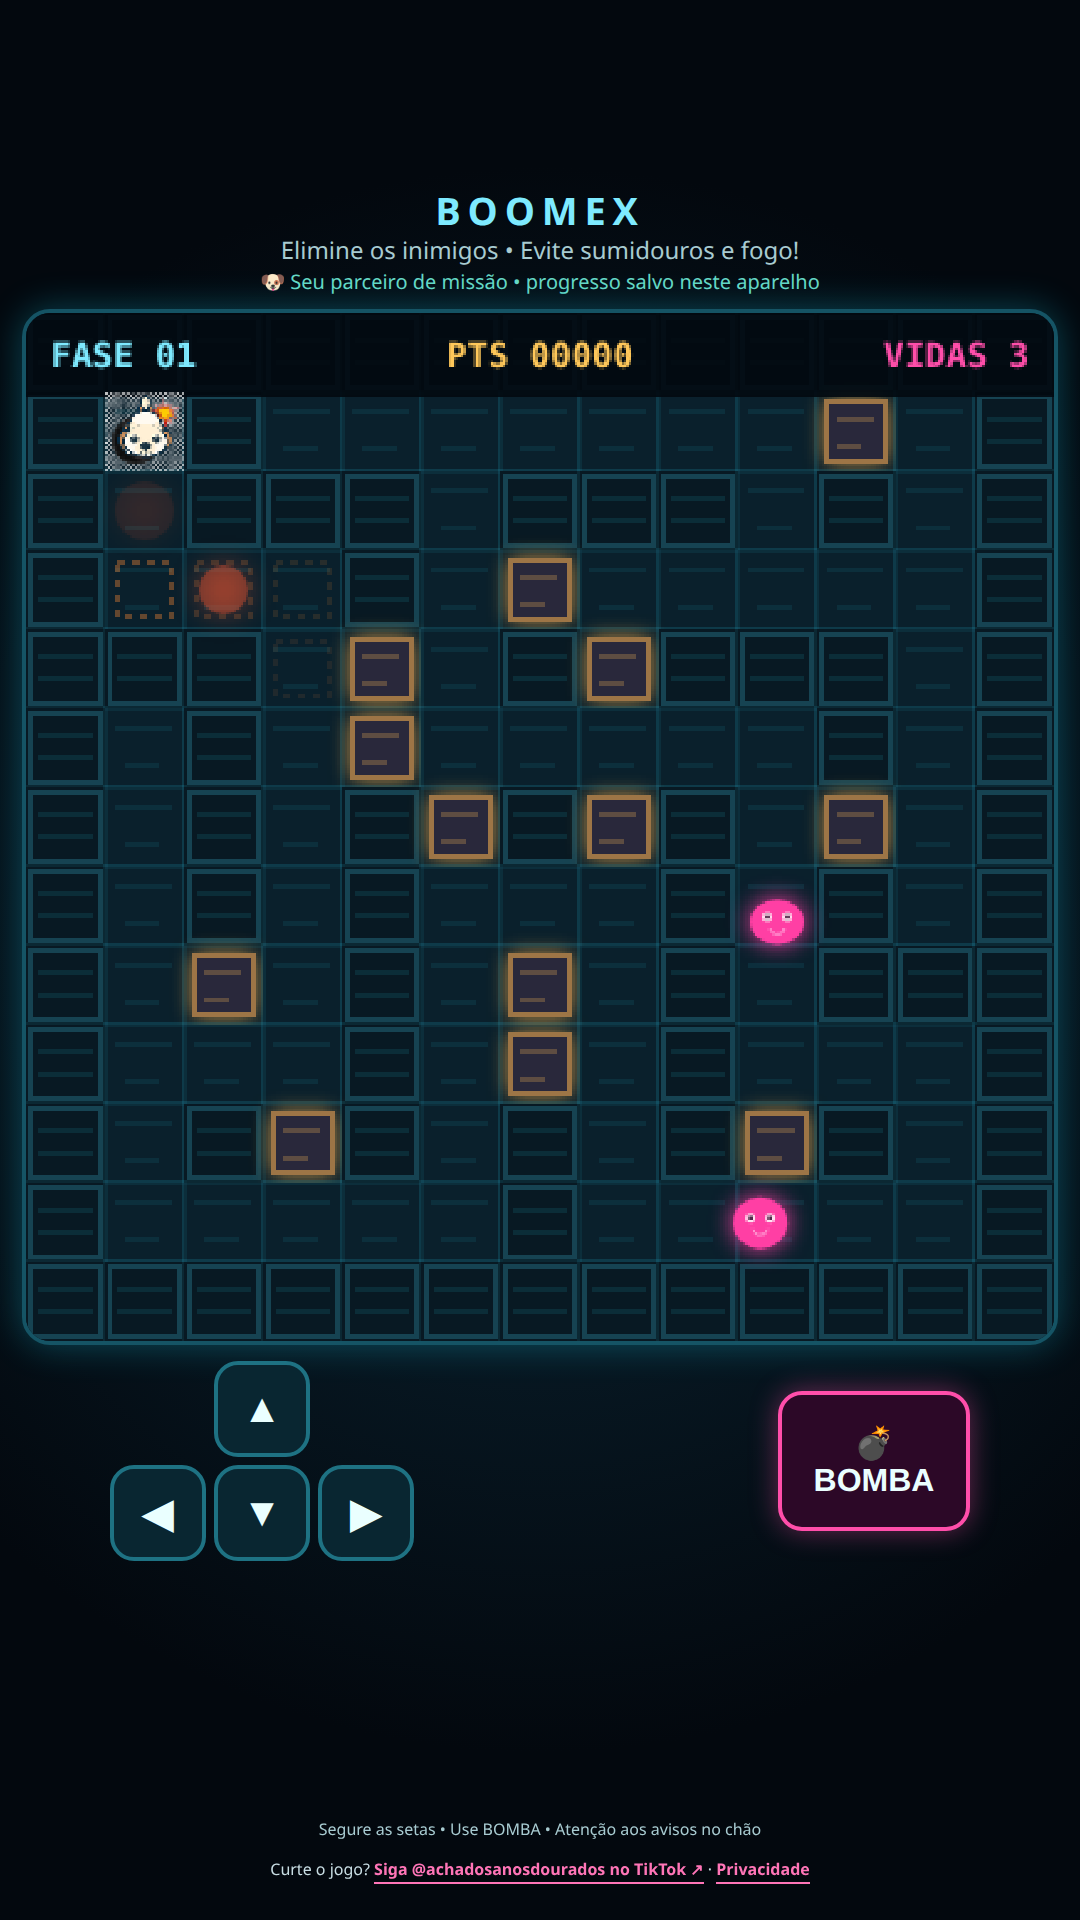 BOOMEX
Elimine os inimigos • Evite sumidouros e fogo!
🐶 Seu parceiro de missão • progresso salvo neste aparelho
FASE 01 PTS 00000 VIDAS 3
▲
◀ ▼ ▶
💣
BOMBA
Segure as setas • Use BOMBA • Atenção aos avisos no chão
Curte o jogo? Siga @achadosanosdourados no TikTok ↗ · Privacidade